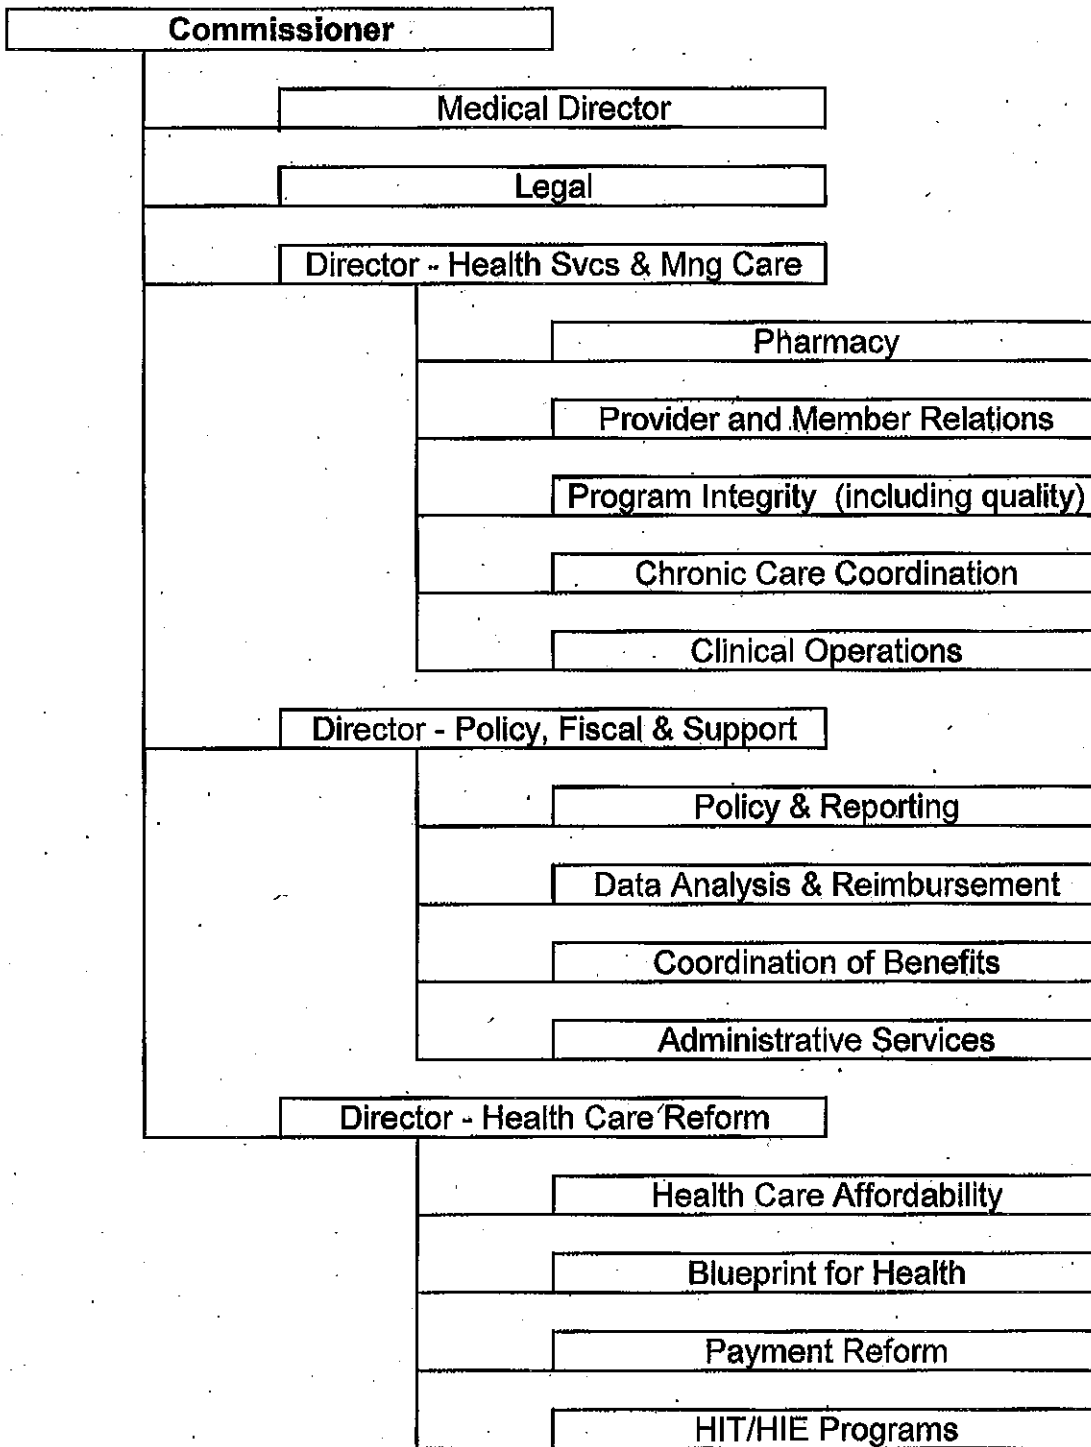 Commissioner
Medical Director
Legal
Director - Health Svcs & Mng Care
Pharmacy
Provider and Member Relations
Program Integrity (including quality)
Chronic Care Coordination
Clinical Operations
Director - Policy, Fiscal & Support
Policy & Reporting
Data Analysis & Reimbursement
Coordination of Benefits
Administrative Services
Director - Health Care Reform
Health Care Affordability
Blueprint for Health
Payment Reform
HIT/HIE Programs